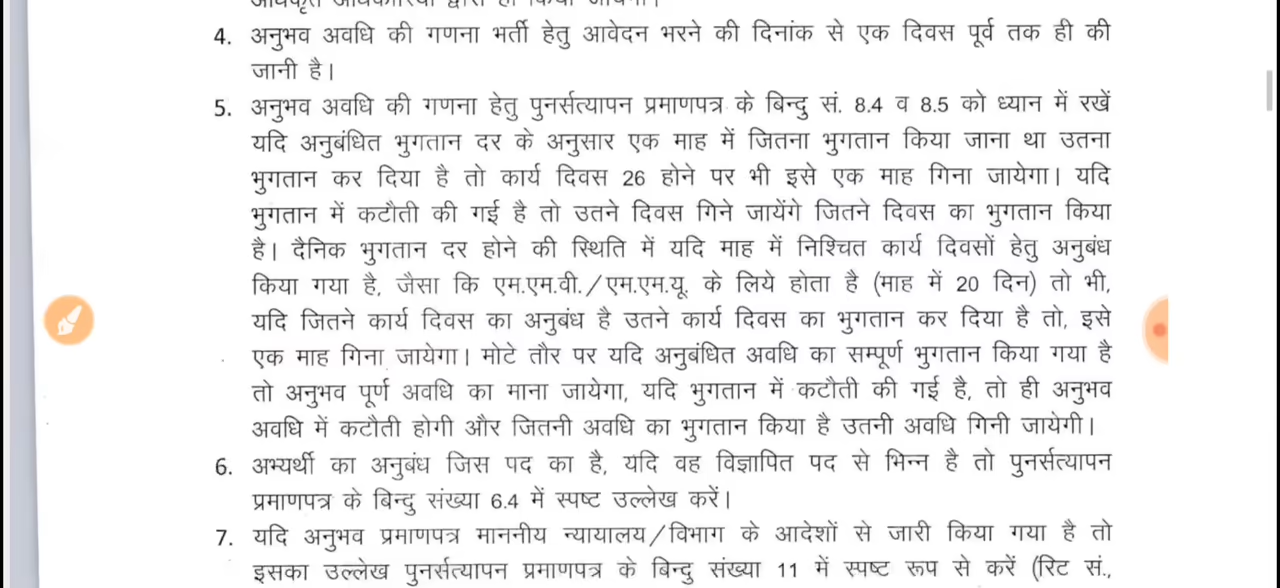 अधिकृत अधिकारियों द्वारा ही किया जायेगा।
4. अनुभव अवधि की गणना भर्ती हेतु आवेदन भरने की दिनांक से एक दिवस पूर्व तक ही की
जानी है।
5. अनुभव अवधि की गणना हेतु पुनर्सत्यापन प्रमाणपत्र के बिन्दु सं. 8.4 व 8.5 को ध्यान में रखें
यदि अनुबंधित भुगतान दर के अनुसार एक माह में जितना भुगतान किया जाना था उतना
भुगतान कर दिया है तो कार्य दिवस 26 होने पर भी इसे एक माह गिना जायेगा। यदि
भुगतान में कटौती की गई है तो उतने दिवस गिने जायेंगे जितने दिवस का भुगतान किया
है। दैनिक भुगतान दर होने की स्थिति में यदि माह में निश्चित कार्य दिवसों हेतु अनुबंध
किया गया है, जैसा कि एम.एम.वी./एम.एम.यू. के लिये होता है (माह में 20 दिन) तो भी,
यदि जितने कार्य दिवस का अनुबंध है उतने कार्य दिवस का भुगतान कर दिया है तो, इसे
एक माह गिना जायेगा। मोटे तौर पर यदि अनुबंधित अवधि का सम्पूर्ण भुगतान किया गया है
तो अनुभव पूर्ण अवधि का माना जायेगा, यदि भुगतान में कटौती की गई है, तो ही अनुभव
अवधि में कटौती होगी और जितनी अवधि का भुगतान किया है उतनी अवधि गिनी जायेगी।
6. अभ्यर्थी का अनुबंध जिस पद का है, यदि वह विज्ञापित पद से भिन्न है तो पुनर्सत्यापन
प्रमाणपत्र के बिन्दु संख्या 6.4 में स्पष्ट उल्लेख करें।
7. यदि अनुभव प्रमाणपत्र माननीय न्यायालय/विभाग के आदेशों से जारी किया गया है तो
इसका उल्लेख पुनर्सत्यापन प्रमाणपत्र के बिन्दु संख्या 11 में स्पष्ट रूप से करें (रिट सं.,